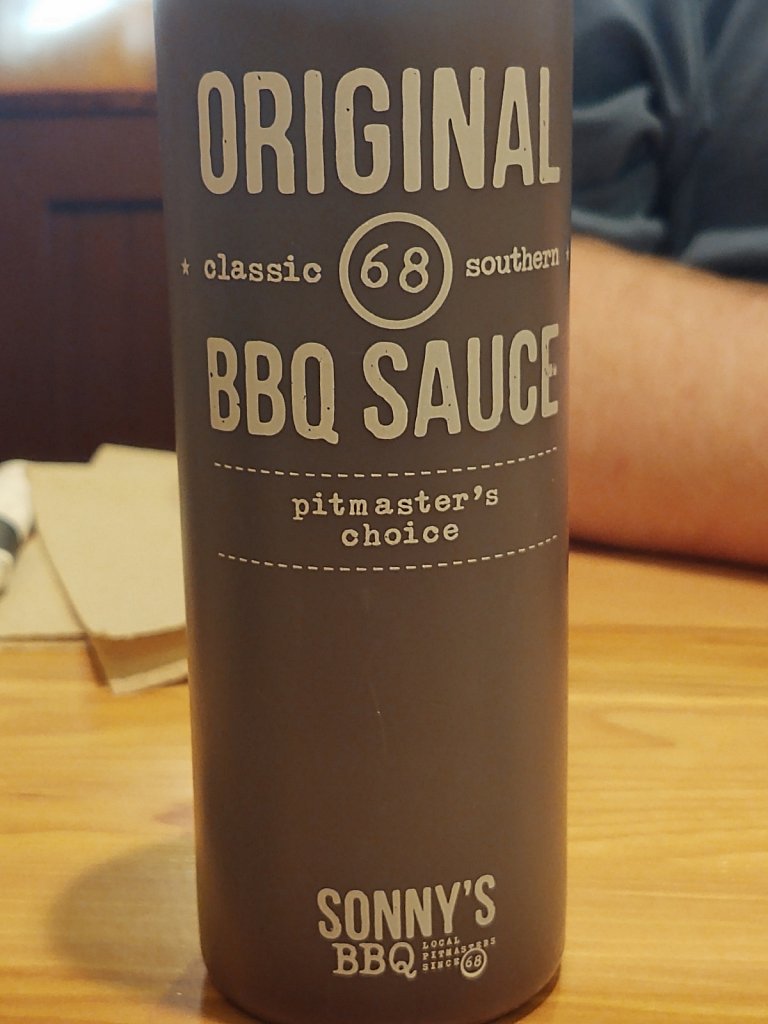 ORIGINAL
classic 68 southern
BBQ SAUCE
pitmaster's
choice
SONNY'S
BBQ
LOCAL
PITMASTERS
SINCE 68